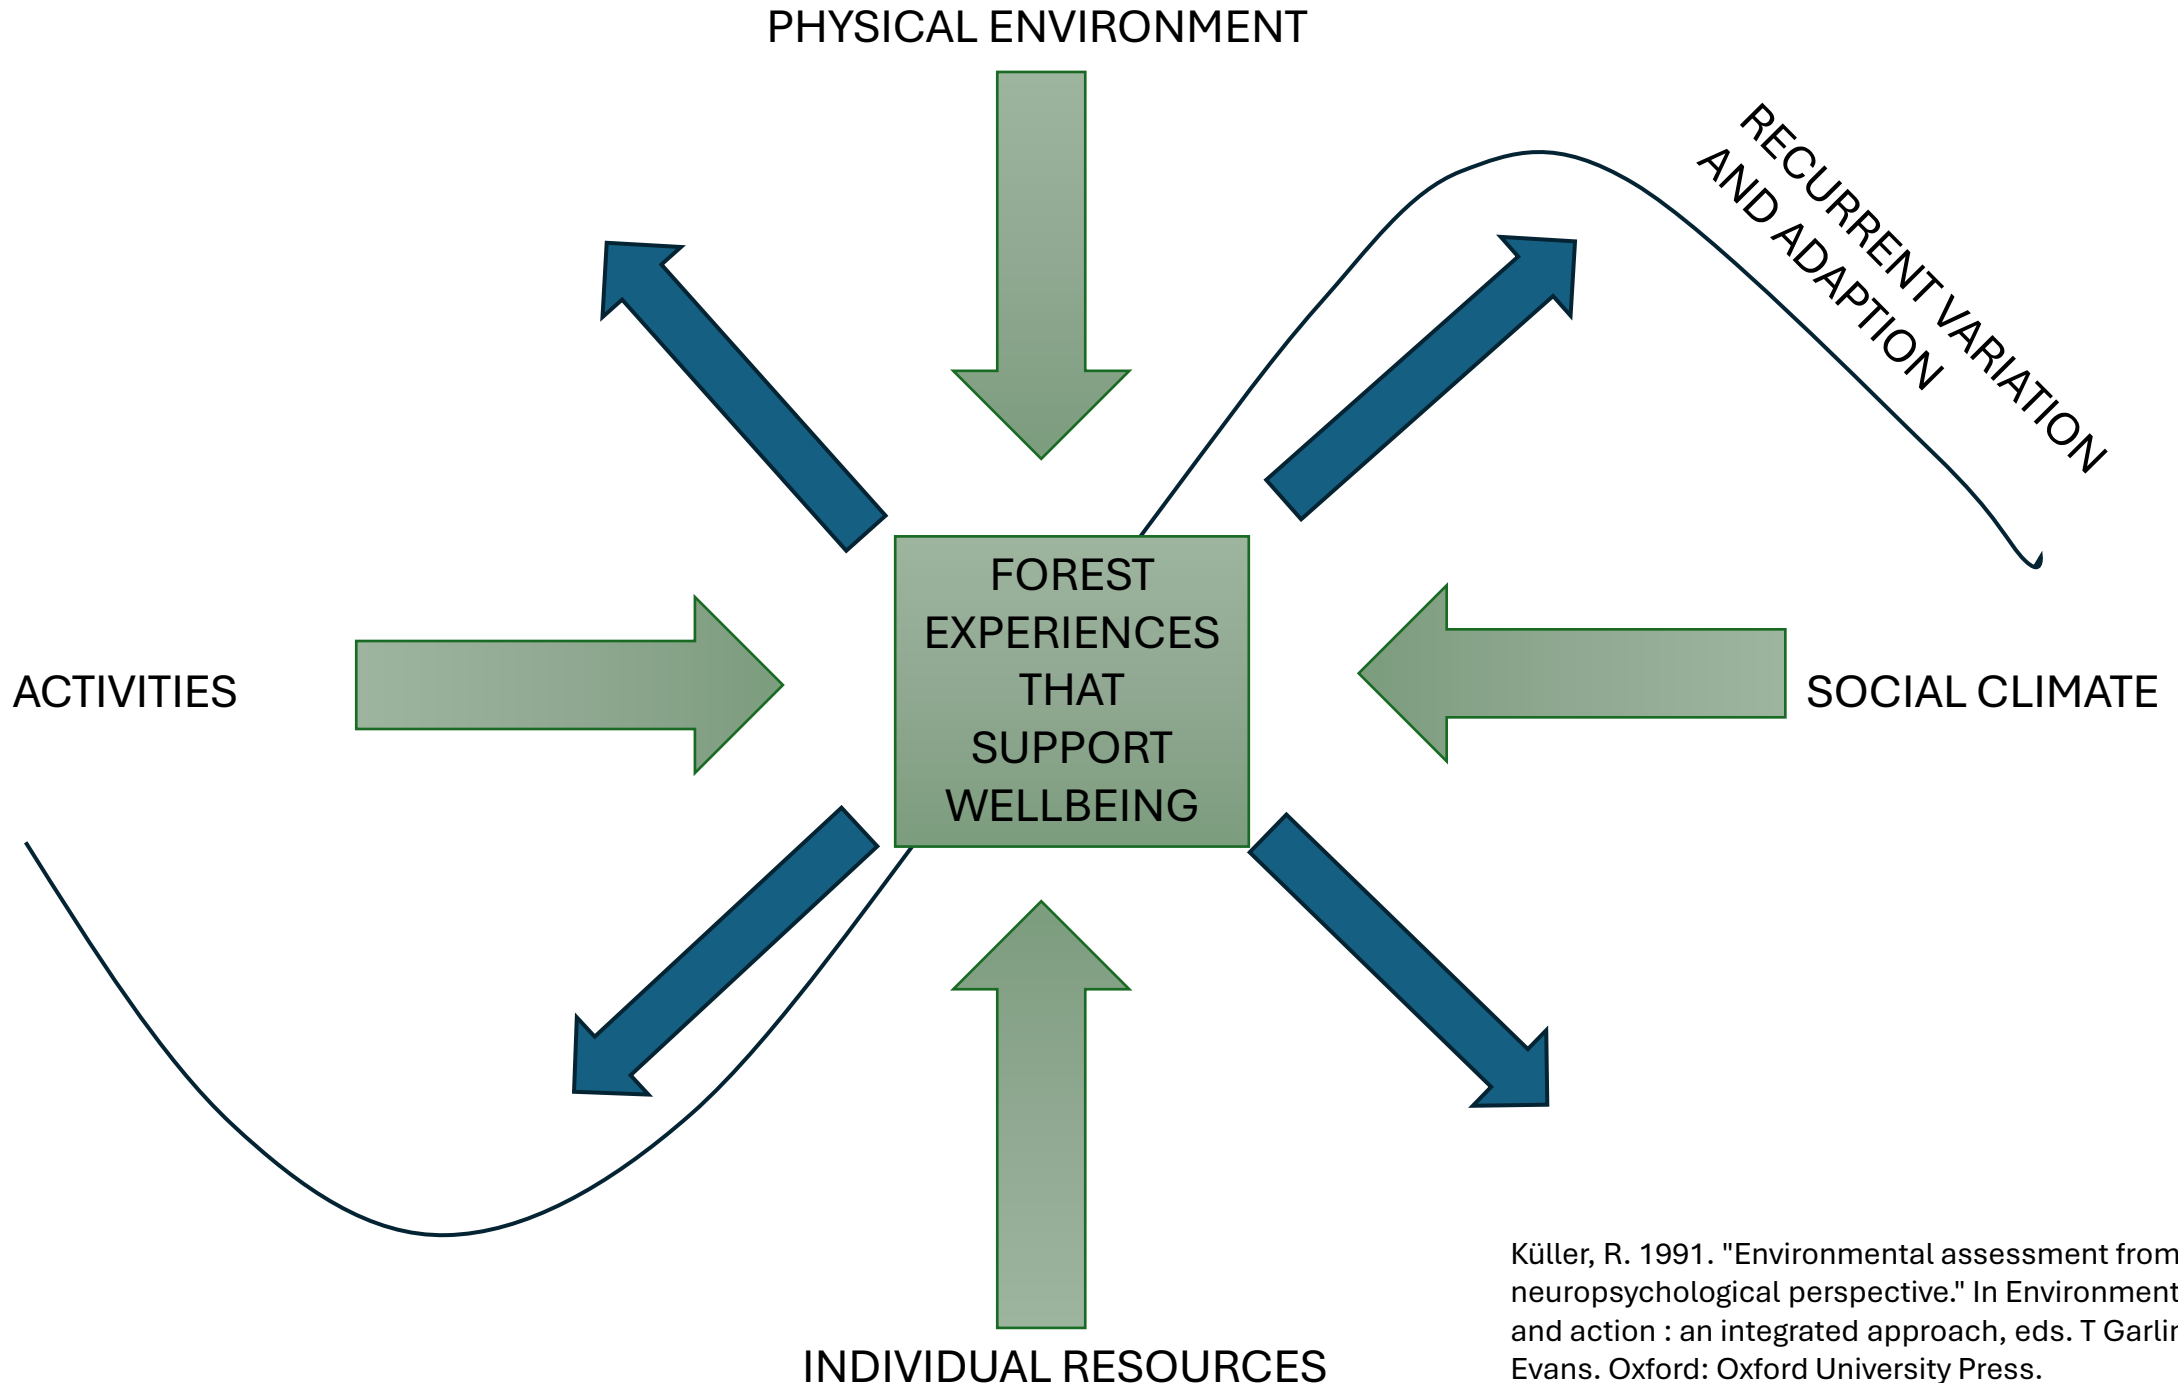 PHYSICAL ENVIRONMENT
RECURRENT VARIATION
AND ADAPTION
FOREST
EXPERIENCES
THAT
SUPPORT
WELLBEING
ACTIVITIES
SOCIAL CLIMATE
INDIVIDUAL RESOURCES
Küller, R. 1991. "Environmental assessment from
neuropsychological perspective." In Environment
and action : an integrated approach, eds. T Garlin
Evans. Oxford: Oxford University Press.